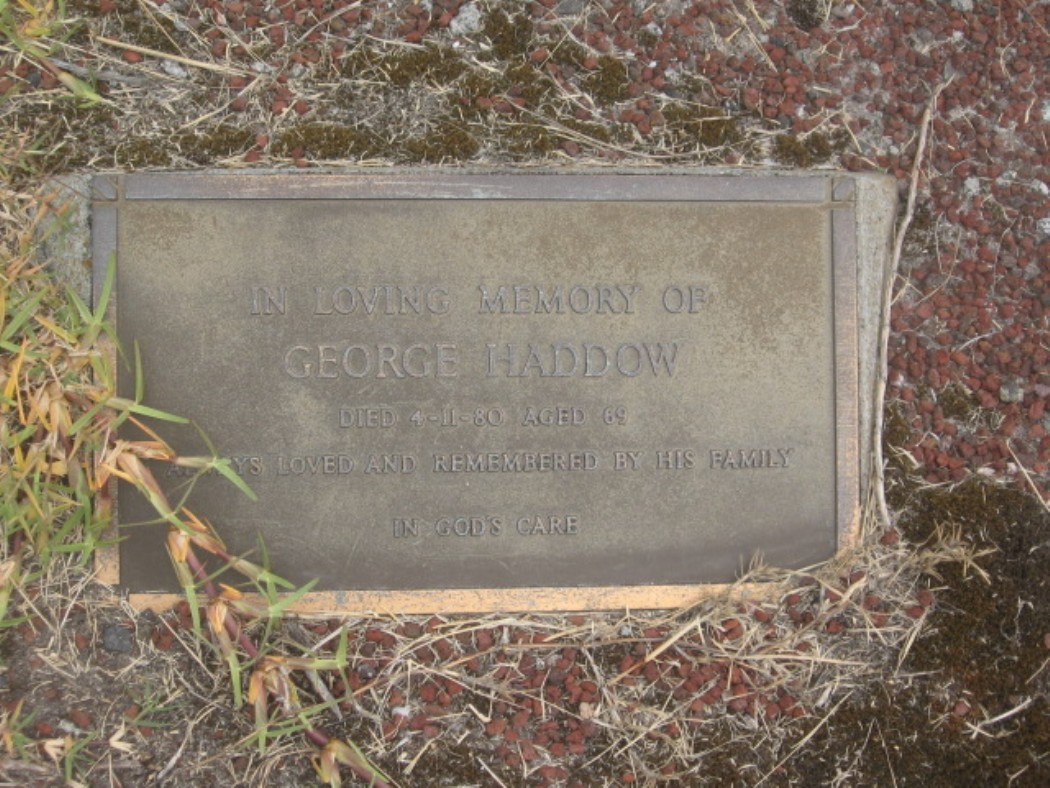 IN LOVING MEMORY OF
GEORGE HADDOW
DIED 4-11-80 AGED 69
ALWAYS LOVED AND REMEMBERED BY HIS FAMILY
IN GOD'S CARE